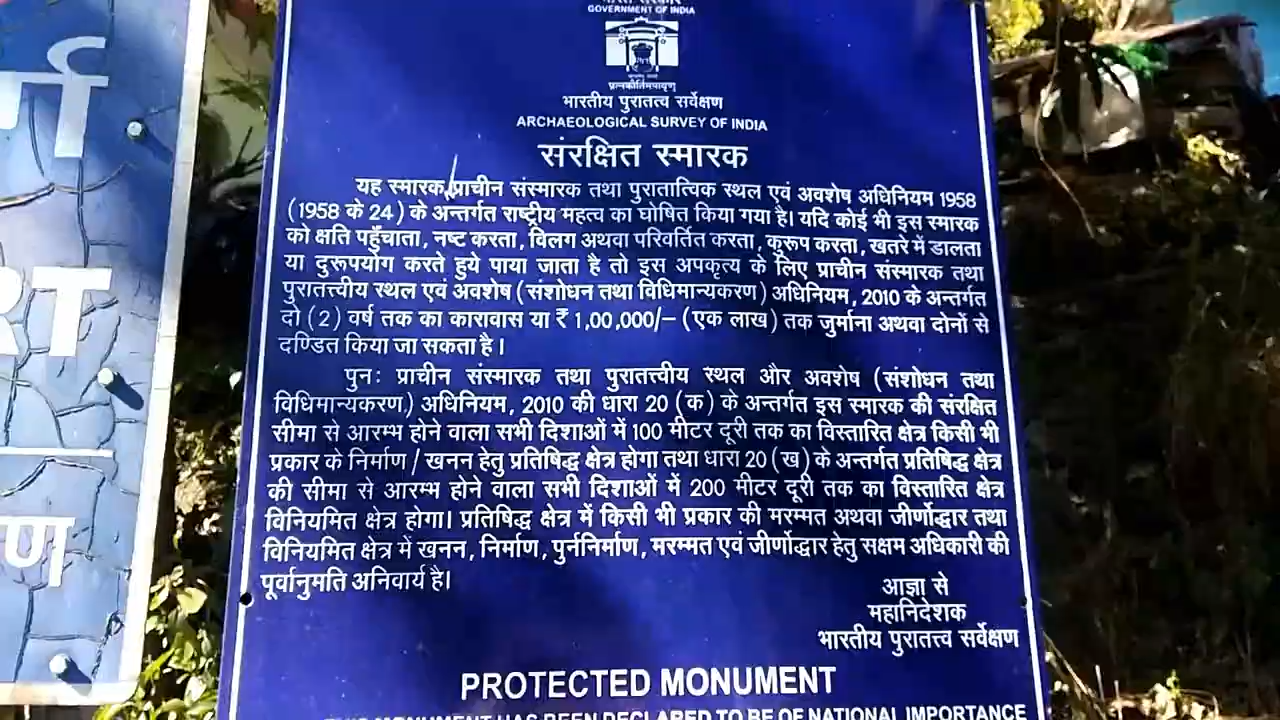 र्ग
RT
ण
भारत सरकार
GOVERNMENT OF INDIA
प्रत्नकीर्तिमपावृणु
भारतीय पुरातत्व सर्वेक्षण
ARCHAEOLOGICAL SURVEY OF INDIA
संरक्षित स्मारक
यह स्मारक, प्राचीन संस्मारक तथा पुरातात्विक स्थल एवं अवशेष अधिनियम 1958
(1958 के 24) के अन्तर्गत राष्ट्रीय महत्व का घोषित किया गया है। यदि कोई भी इस स्मारक
को क्षति पहुँचाता, नष्ट करता, विलग अथवा परिवर्तित करता, कुरूप करता, खतरे में डालता
या दुरूपयोग करते हुये पाया जाता है तो इस अपकृत्य के लिए प्राचीन संस्मारक तथा
पुरातत्त्वीय स्थल एवं अवशेष (संशोधन तथा विधिमान्यकरण) अधिनियम, 2010 के अन्तर्गत
दो (2) वर्ष तक का कारावास या ₹ 1,00,000/– (एक लाख) तक जुर्माना अथवा दोनों से
दण्डित किया जा सकता है।
पुनः प्राचीन संस्मारक तथा पुरातत्त्वीय स्थल और अवशेष (संशोधन तथा
विधिमान्यकरण) अधिनियम, 2010 की धारा 20 (क) के अन्तर्गत इस स्मारक की संरक्षित
सीमा से आरम्भ होने वाला सभी दिशाओं में 100 मीटर दूरी तक का विस्तारित क्षेत्र किसी भी
प्रकार के निर्माण / खनन हेतु प्रतिषिद्ध क्षेत्र होगा तथा धारा 20 (ख) के अन्तर्गत प्रतिषिद्ध क्षेत्र
की सीमा से आरम्भ होने वाला सभी दिशाओं में 200 मीटर दूरी तक का विस्तारित क्षेत्र
विनियमित क्षेत्र होगा। प्रतिषिद्ध क्षेत्र में किसी भी प्रकार की मरम्मत अथवा जीर्णोद्धार तथा
विनियमित क्षेत्र में खनन, निर्माण, पुर्ननिर्माण, मरम्मत एवं जीर्णोद्धार हेतु सक्षम अधिकारी की
पूर्वानुमति अनिवार्य है।
आज्ञा से
महानिदेशक
भारतीय पुरातत्त्व सर्वेक्षण
PROTECTED MONUMENT
THIS MONUMENT HAS BEEN DECLARED TO BE OF NATIONAL IMPORTANCE